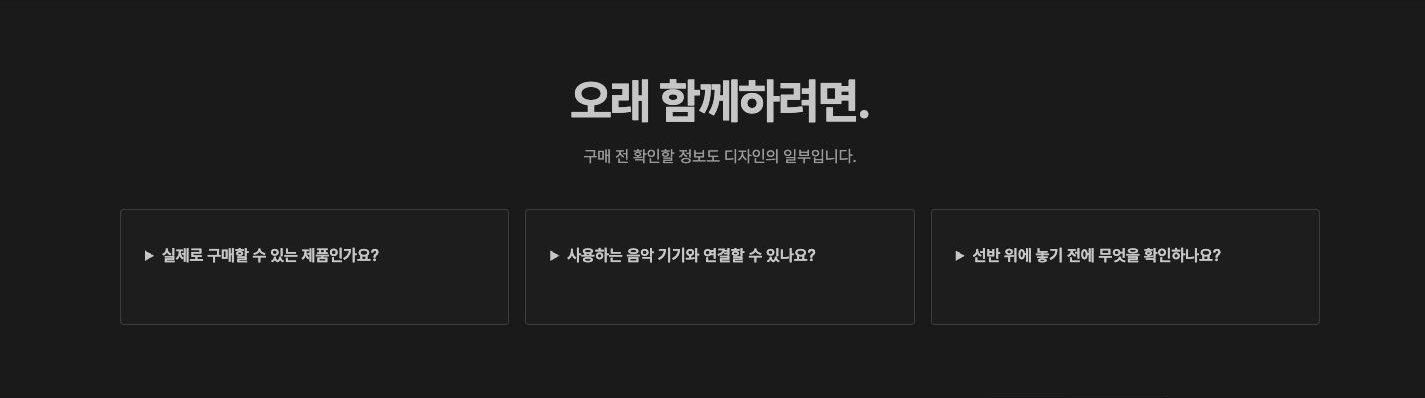 오래 함께하려면.
구매 전 확인할 정보도 디자인의 일부입니다.
▶ 실제로 구매할 수 있는 제품인가요?
▶ 사용하는 음악 기기와 연결할 수 있나요?
▶ 선반 위에 놓기 전에 무엇을 확인하나요?